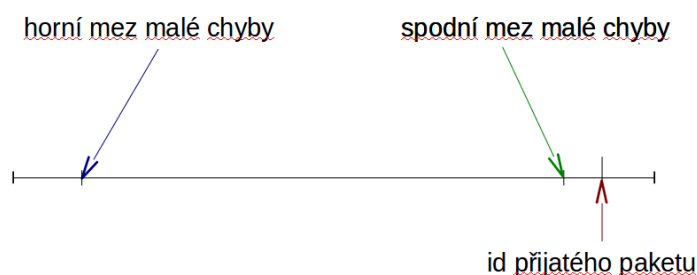 horní mez malé chyby
spodní mez malé chyby
id přijatého paketu